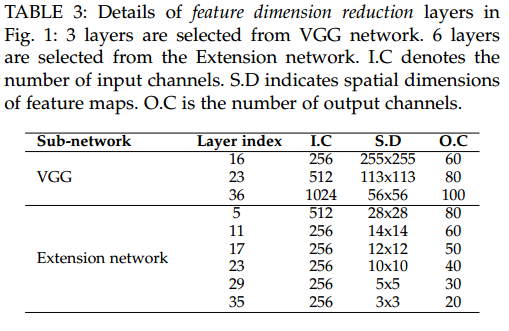 TABLE 3: Details of feature dimension reduction layers in
Fig. 1: 3 layers are selected from VGG network. 6 layers
are selected from the Extension network. I.C denotes the
number of input channels. S.D indicates spatial dimensions
of feature maps. O.C is the number of output channels.
Sub-network Layer index I.C S.D O.C
16 256 255x255 60
VGG 23 512 113x113 80
36 1024 56x56 100
5 512 28x28 80
11 256 14x14 60
17 256 12x12 50
Extension network
23 256 10x10 40
29 256 5x5 30
35 256 3x3 20